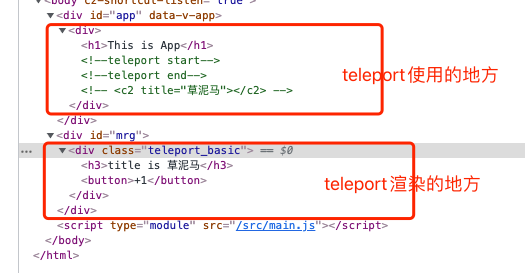 <body cz-shortcut-listen="true">
▼<div id="app" data-v-app>
▼<div>
<h1>This is App</h1>
<!--teleport start-->
<!--teleport end-->
<!-- <c2 title="草泥马"></c2> -->
</div>
</div>
teleport使用的地方
▼<div id="mrg">
… ▼<div class="teleport_basic"> == $0
<h3>title is 草泥马</h3>
<button>+1</button>
</div>
teleport渲染的地方
</div>
<script type="module" src="/src/main.js"></script>
</body>
</html>